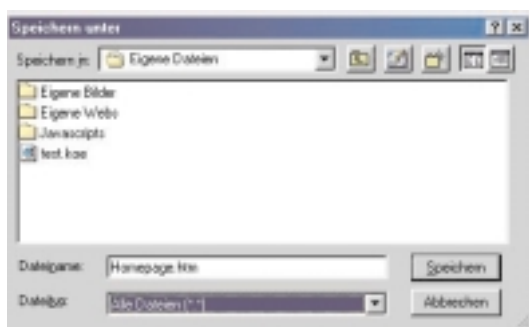 Speichern unter
Speichern in: Eigene Dateien
Eigene Bilder
Eigene Webs
Javascripts
test.kae
Dateiname: Homepage.htm Speichern
Dateityp: Alle Dateien (*.*) Abbrechen